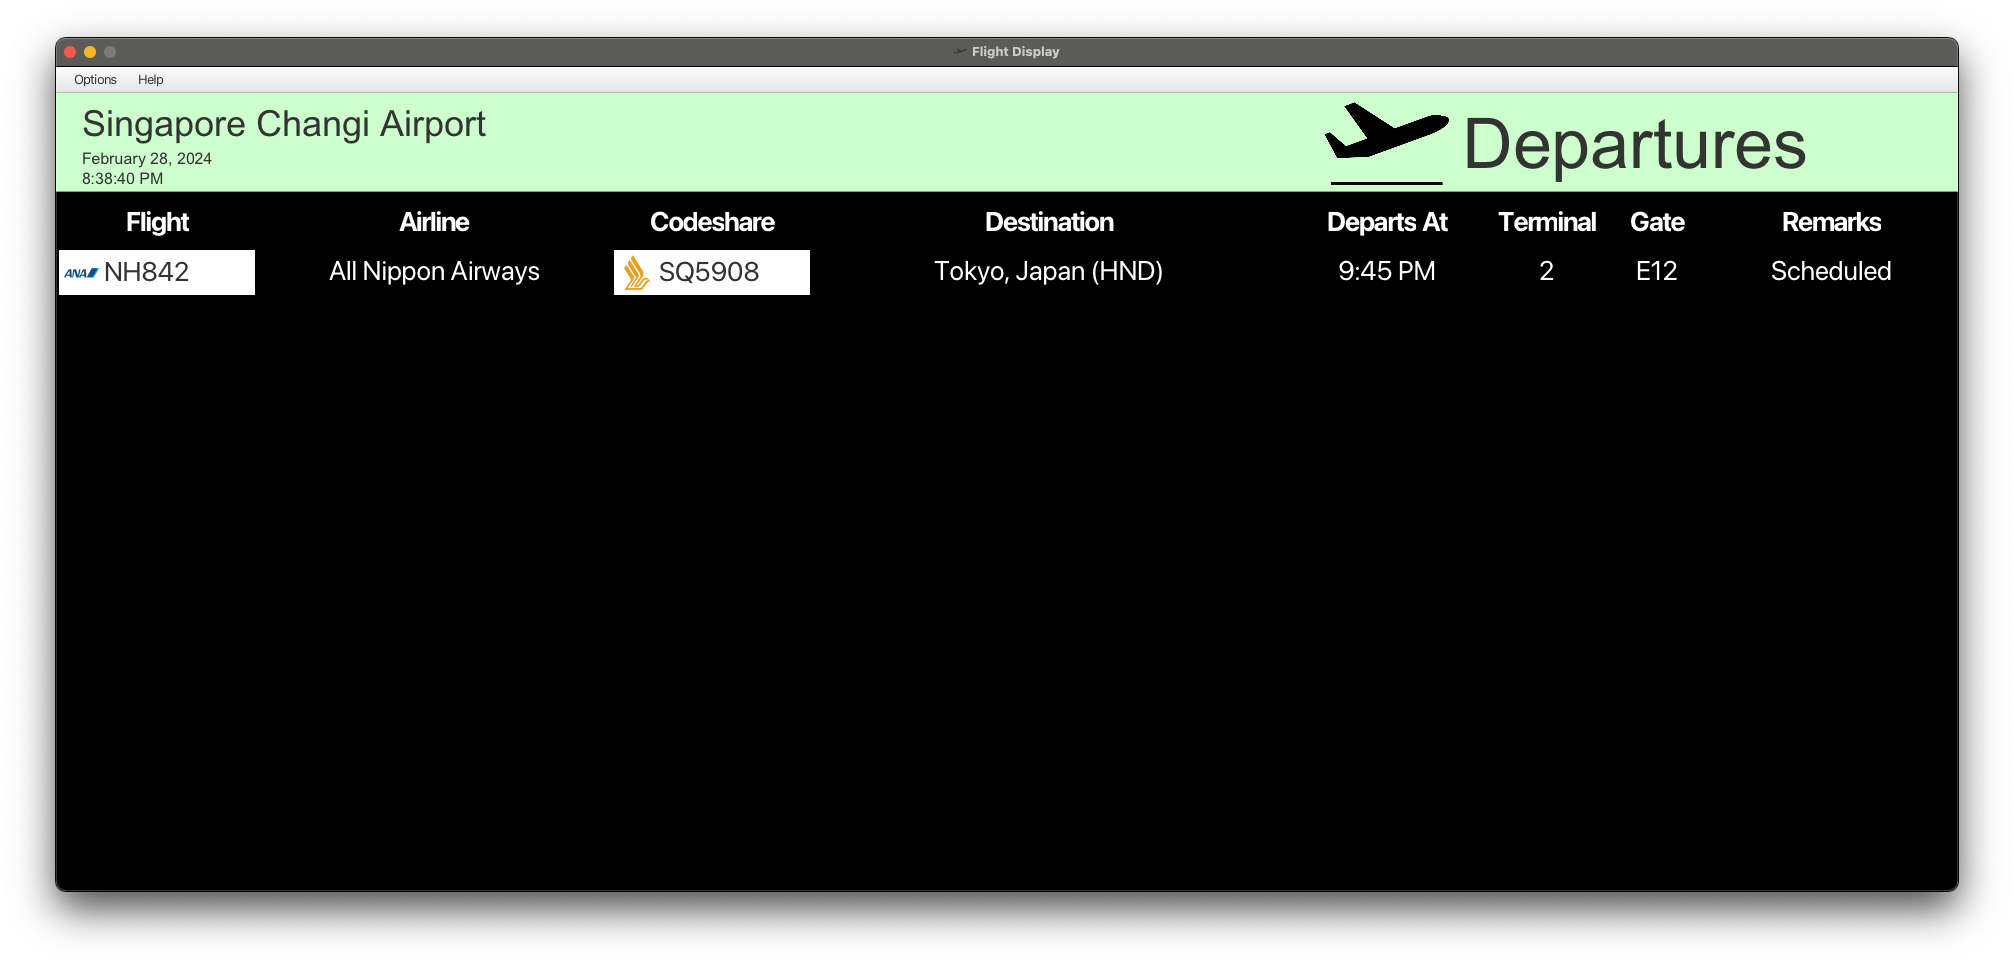 Flight Display
Options Help
Singapore Changi Airport
February 28, 2024
8:38:40 PM
Departures
Flight Airline Codeshare Destination Departs At Terminal Gate Remarks
ANA NH842 All Nippon Airways SQ5908 Tokyo, Japan (HND) 9:45 PM 2 E12 Scheduled